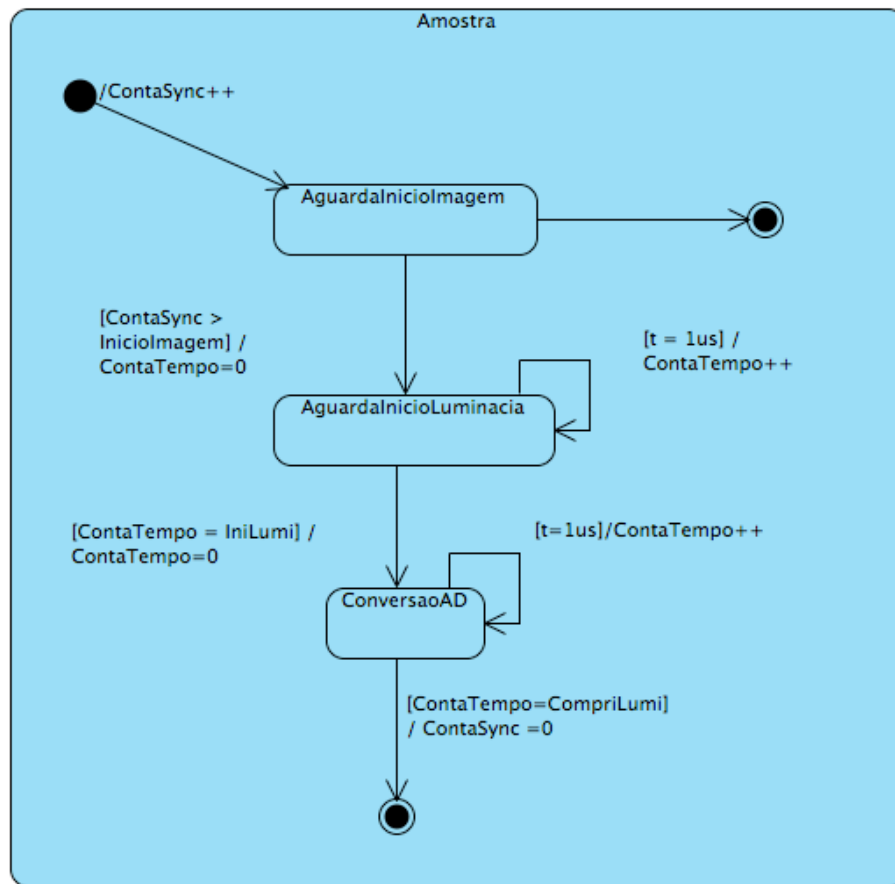 Amostra
/ContaSync++
AguardaInicioImagem
[ContaSync >
InicioImagem] /
ContaTempo=0
[t = 1us] /
ContaTempo++
AguardaInicioLuminacia
[ContaTempo = IniLumi] /
ContaTempo=0
[t=1us]/ContaTempo++
ConversaoAD
[ContaTempo=CompriLumi]
/ ContaSync =0